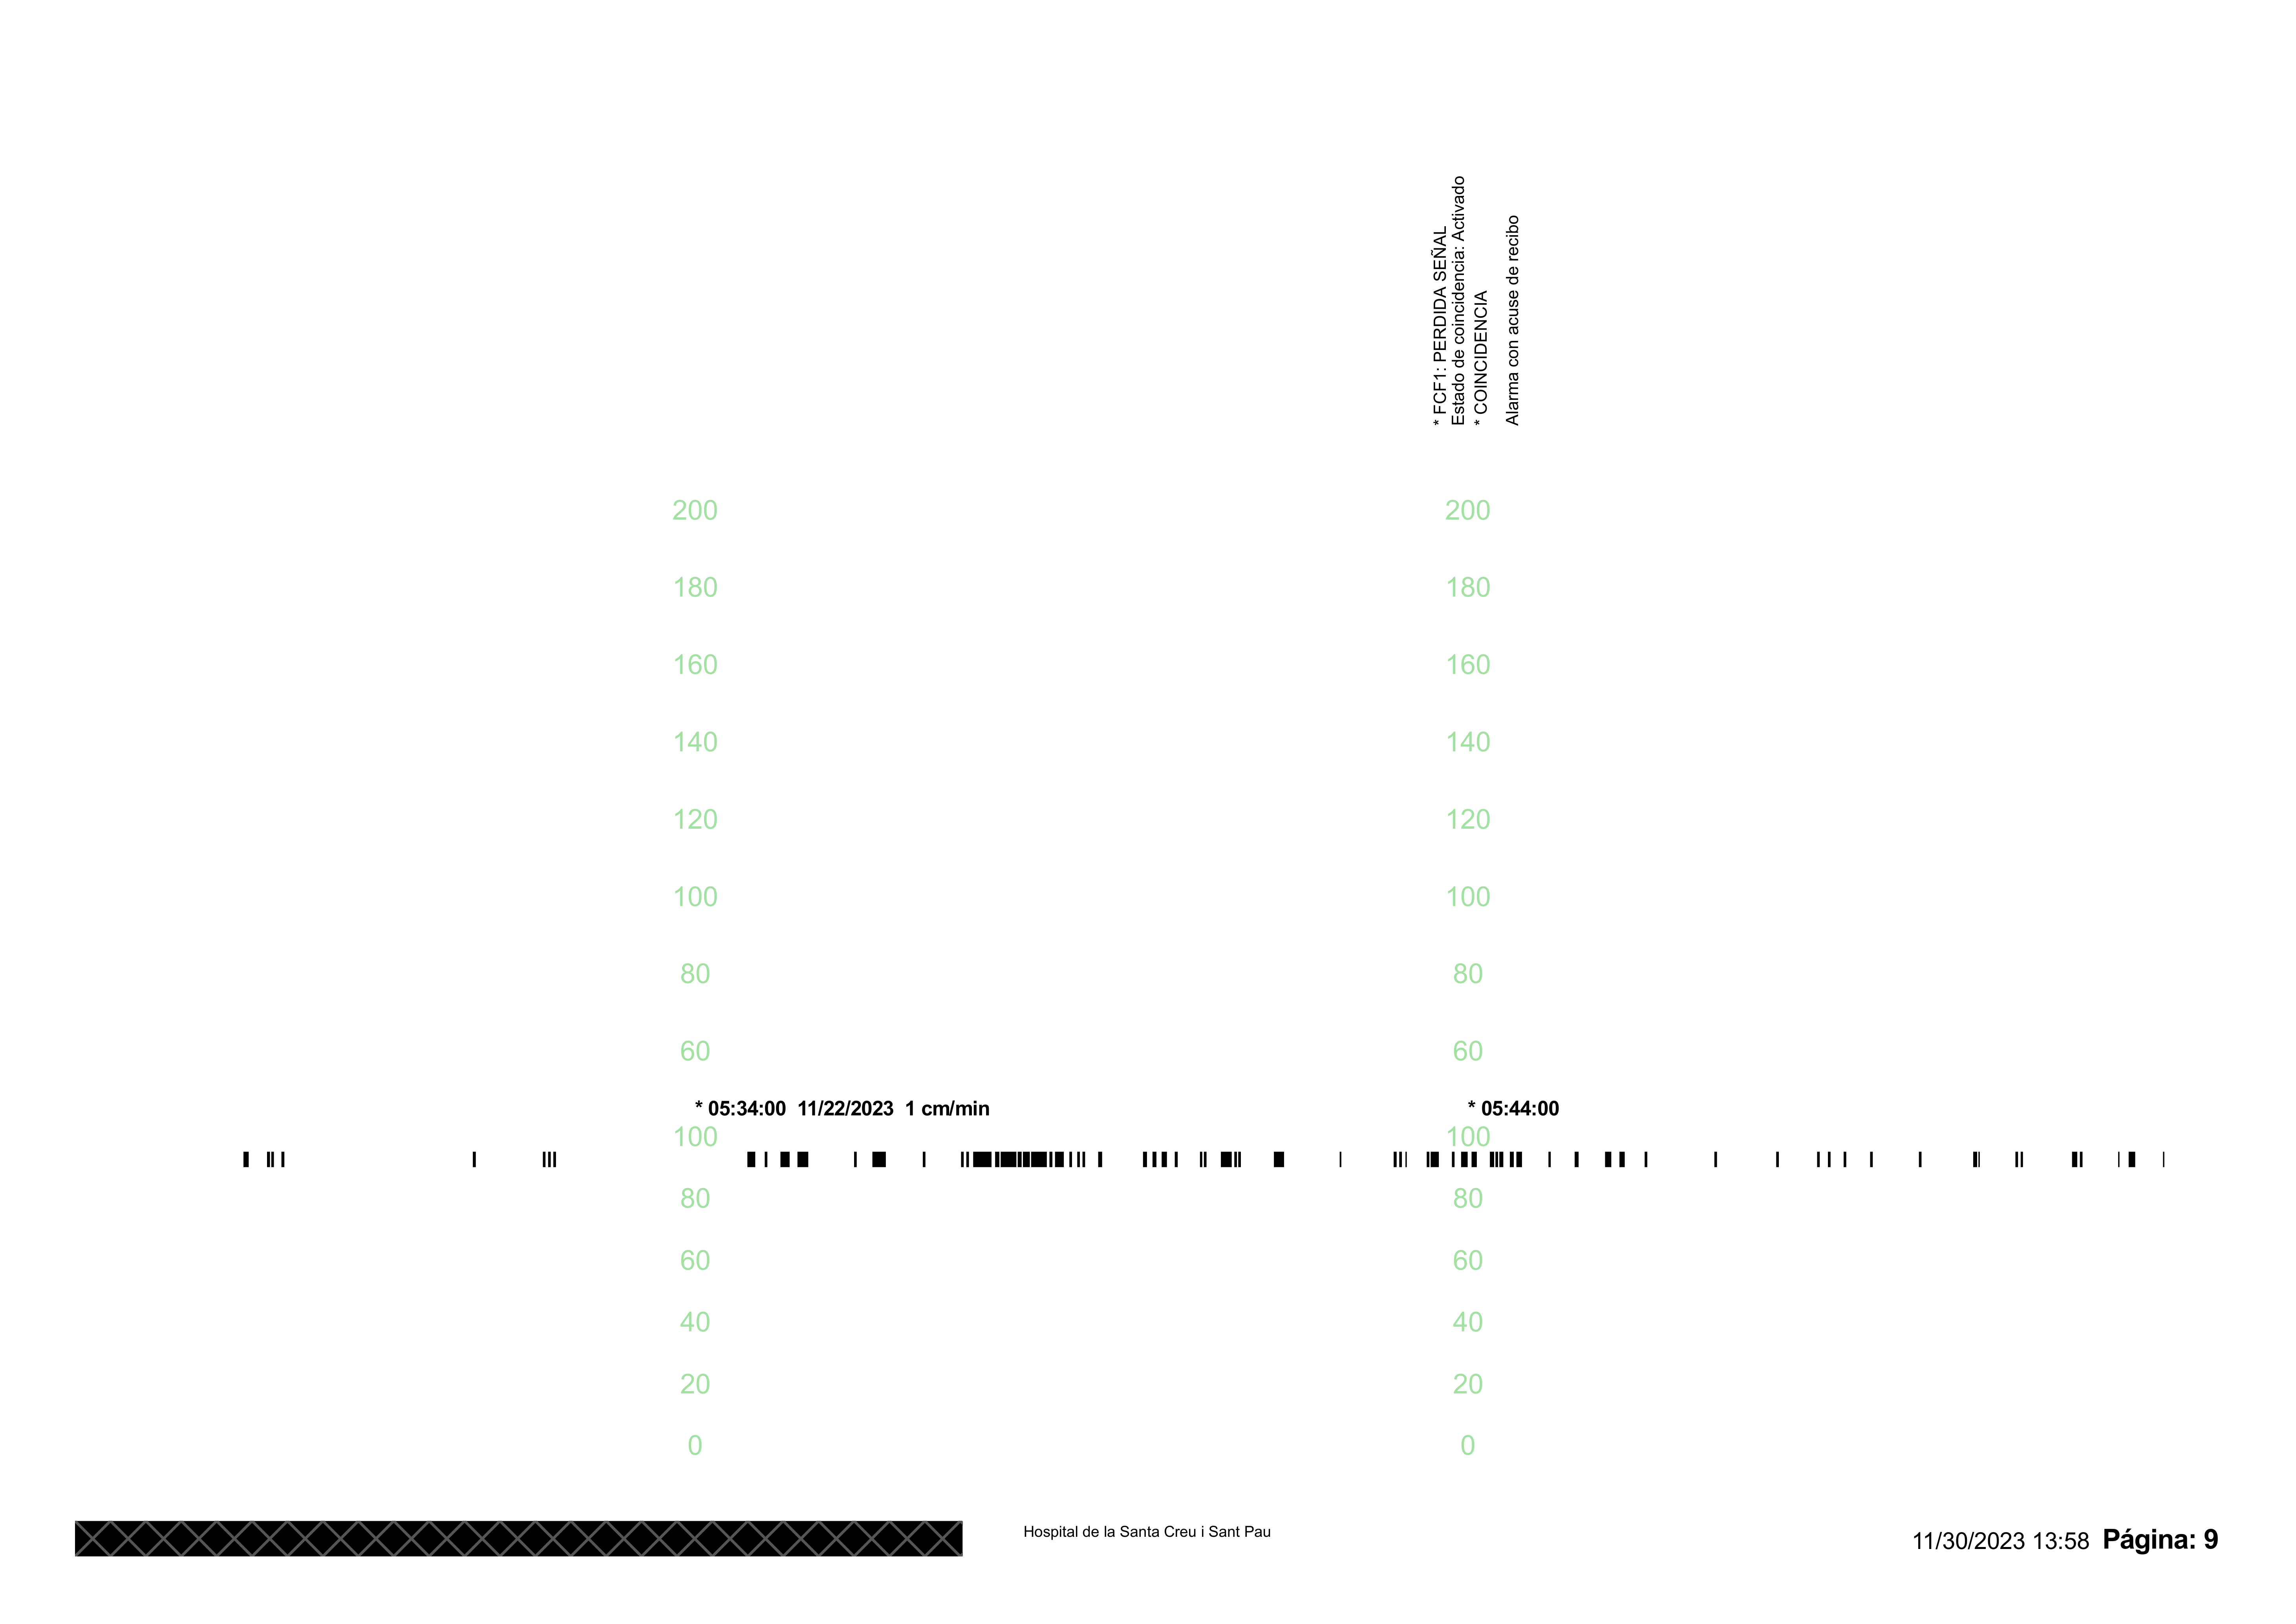 * FCF1: PERDIDA SEÑAL
Estado de coincidencia: Activado
* COINCIDENCIA
Alarma con acuse de recibo
200 200
180 180
160 160
140 140
120 120
100 100
80 80
60 60
* 05:34:00 11/22/2023 1 cm/min * 05:44:00
100 100
80 80
60 60
40 40
20 20
0 0
Hospital de la Santa Creu i Sant Pau
11/30/2023 13:58 Página: 9